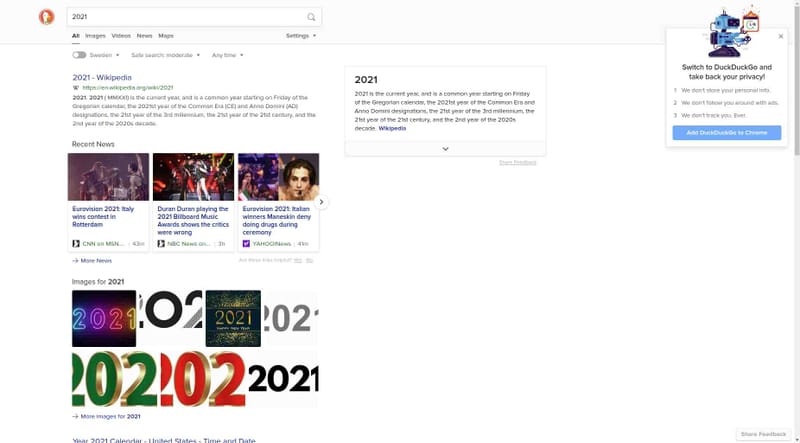 2021
All Images Videos News Maps Settings
Sweden Safe search: moderate Any time
2021 - Wikipedia
W https://en.wikipedia.org/wiki/2021
2021. 2021 ( MMXXI) is the current year, and is a common year starting on Friday of the Gregorian calendar, the 2021st year of the Common Era (CE) and Anno Domini (AD) designations, the 21st year of the 3rd millennium, the 21st year of the 21st century, and the 2nd year of the 2020s decade.
Recent News
Eurovision 2021: Italy wins contest in Rotterdam
CNN on MSN... | 43m
Duran Duran playing the 2021 Billboard Music Awards shows the critics were wrong
NBC News on... | 3h
Eurovision 2021: Italian winners Maneskin deny doing drugs during ceremony
YAHOO!News | 41m
→ More News
Are these links helpful? Yes No
Images for 2021
2021
2021
2021
HAPPY NEW YEAR
2021
202
202
2021
→ More Images for 2021
Year 2021 Calendar - United States - Time and Date
2021
2021 is the current year, and is a common year starting on Friday of the Gregorian calendar, the 2021st year of the Common Era and Anno Domini designations, the 21st year of the 3rd millennium, the 21st year of the 21st century, and the 2nd year of the 2020s decade. Wikipedia
Share Feedback
Switch to DuckDuckGo and take back your privacy!
1 We don't store your personal info.
2 We don't follow you around with ads.
3 We don't track you. Ever.
Add DuckDuckGo to Chrome
Share Feedback